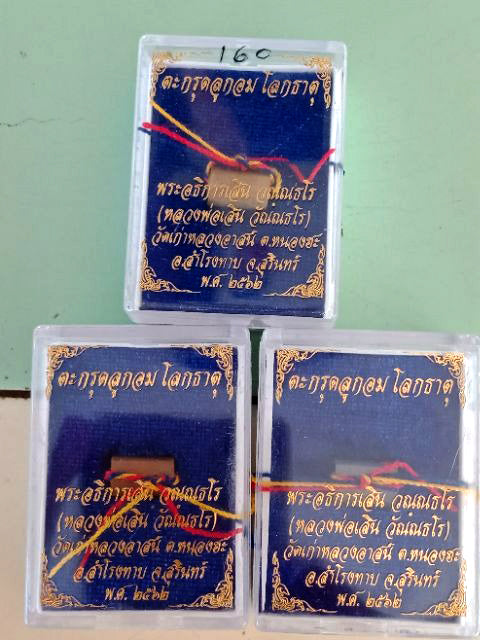 160
ตะกรุดลูกอม โลกธาตุ
พระอธิการเสิน วณฺณธโร
(หลวงพ่อเสิน วัณณธโร)
วัดเก่าหลวงอาสน์ ต.หนองฮะ
อ.สำโรงทาบ จ.สุรินทร์
พ.ศ. ๒๕๖๒
ตะกรุดลูกอม โลกธาตุ
พระอธิการเสิน วณฺณธโร
(หลวงพ่อเสิน วัณณธโร)
วัดเก่าหลวงอาสน์ ต.หนองฮะ
อ.สำโรงทาบ จ.สุรินทร์
พ.ศ. ๒๕๖๒
ตะกรุดลูกอม โลกธาตุ
พระอธิการเสิน วณฺณธโร
(หลวงพ่อเสิน วัณณธโร)
วัดเก่าหลวงอาสน์ ต.หนองฮะ
อ.สำโรงทาบ จ.สุรินทร์
พ.ศ. ๒๕๖๒